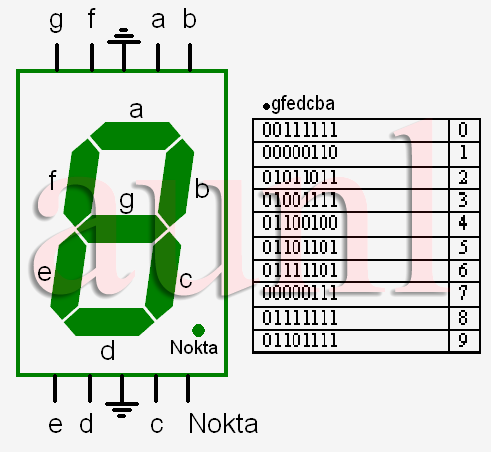 g f a b
a
f
b
g
e
c
d
Nokta
e d c Nokta
•gfedcba
00111111 0
00000110 1
01011011 2
01001111 3
01100100 4
01101101 5
01111101 6
00000111 7
01111111 8
01101111 9
aunl